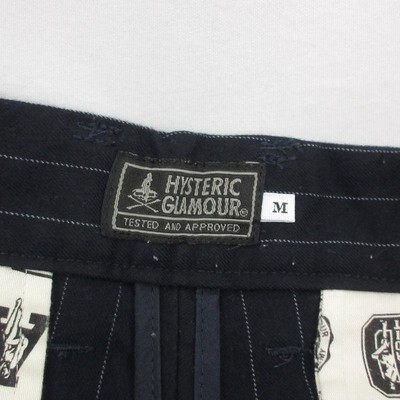 HYSTERIC
GLAMOUR©
TESTED AND APPROVED
M